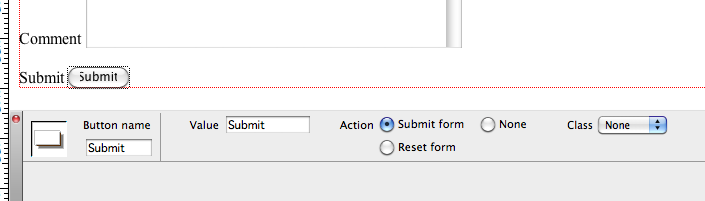 Comment
Submit Submit
Button name Value Submit Action Submit form None Class None
Submit Reset form